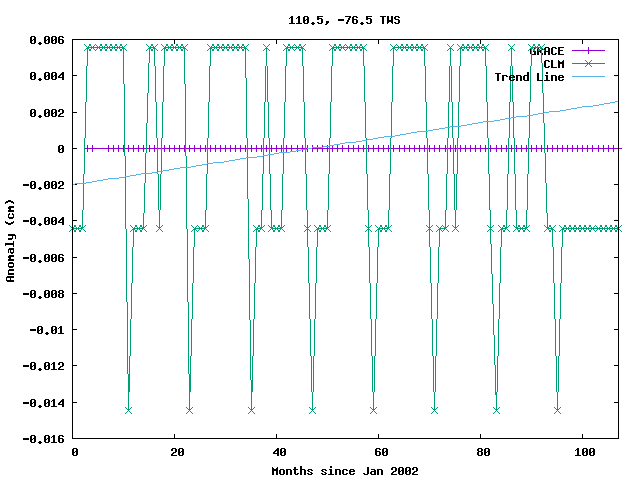 110.5, -76.5 TWS
GRACE
CLM
Trend Line
0.006
0.004
0.002
0
-0.002
-0.004
-0.006
-0.008
-0.01
-0.012
-0.014
-0.016
Anomaly (cm)
0 20 40 60 80 100
Months since Jan 2002